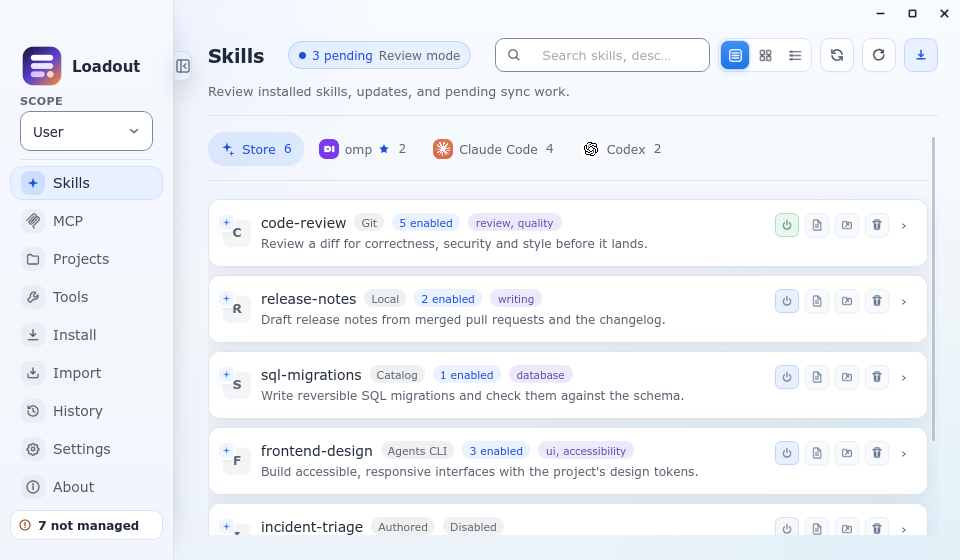 Loadout
SCOPE
User
Skills
MCP
Projects
Tools
Install
Import
History
Settings
About
7 not managed
Skills
3 pending Review mode
Search skills, desc...
Review installed skills, updates, and pending sync work.
Store 6
omp 2
Claude Code 4
Codex 2
C
code-review Git 5 enabled review, quality
Review a diff for correctness, security and style before it lands.
R
release-notes Local 2 enabled writing
Draft release notes from merged pull requests and the changelog.
S
sql-migrations Catalog 1 enabled database
Write reversible SQL migrations and check them against the schema.
F
frontend-design Agents CLI 3 enabled ui, accessibility
Build accessible, responsive interfaces with the project's design tokens.
incident-triage Authored Disabled